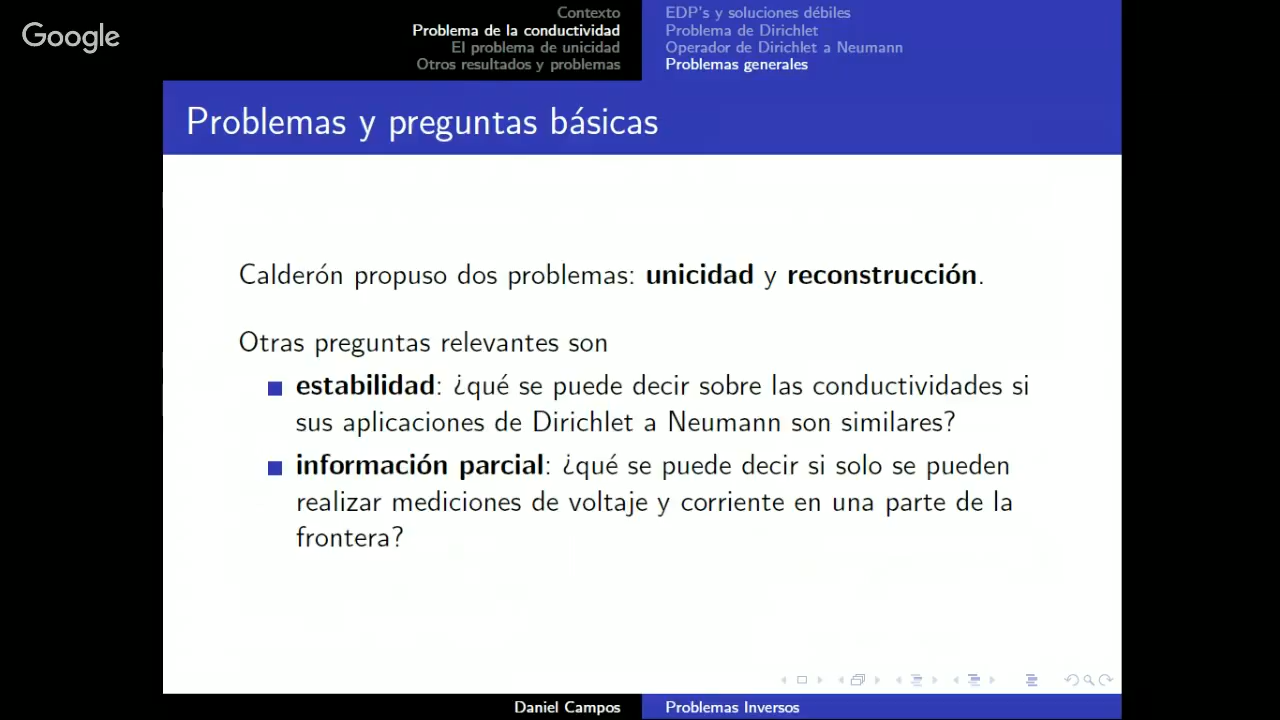 Google
Contexto
Problema de la conductividad
El problema de unicidad
Otros resultados y problemas
EDP's y soluciones débiles
Problema de Dirichlet
Operador de Dirichlet a Neumann
Problemas generales
Problemas y preguntas básicas
Calderón propuso dos problemas: unicidad y reconstrucción.
Otras preguntas relevantes son
estabilidad: ¿qué se puede decir sobre las conductividades si
sus aplicaciones de Dirichlet a Neumann son similares?
información parcial: ¿qué se puede decir si solo se pueden
realizar mediciones de voltaje y corriente en una parte de la
frontera?
Daniel Campos
Problemas Inversos